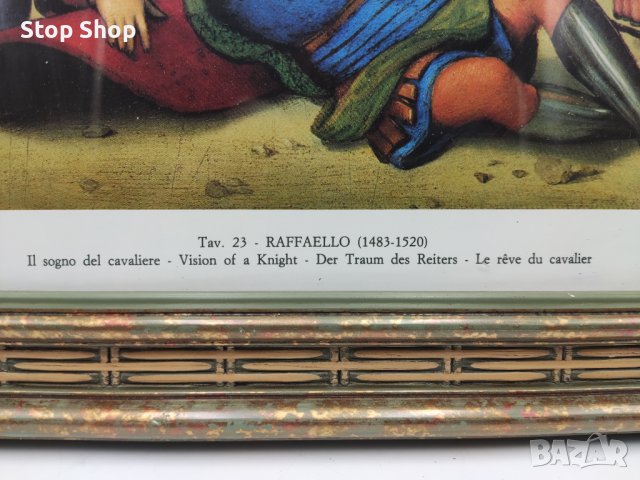 Stop Shop
Tav. 23 - RAFFAELLO (1483-1520)
Il sogno del cavaliere - Vision of a Knight - Der Traum des Reiters - Le rêve du cavalier
BAZAR